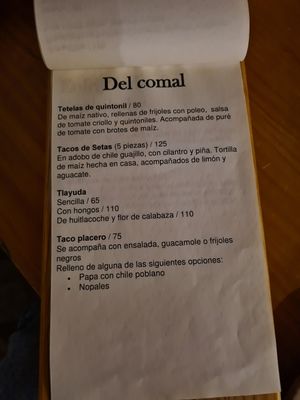 Del comal
Tetelas de quintonil / 80
De maíz nativo, rellenas de frijoles con poleo, salsa
de tomate criollo y quintoniles. Acompañada de puré
de tomate con brotes de maíz.
Tacos de Setas (5 piezas) / 125
En adobo de chile guajillo, con cilantro y piña. Tortilla
de maíz hecha en casa, acompañados de limón y
aguacate.
Tlayuda
Sencilla / 65
Con hongos / 110
De huitlacoche y flor de calabaza / 110
Taco placero / 75
Se acompaña con ensalada, guacamole o frijoles
negros
Relleno de alguna de las siguientes opciones:
• Papa con chile poblano
• Nopales